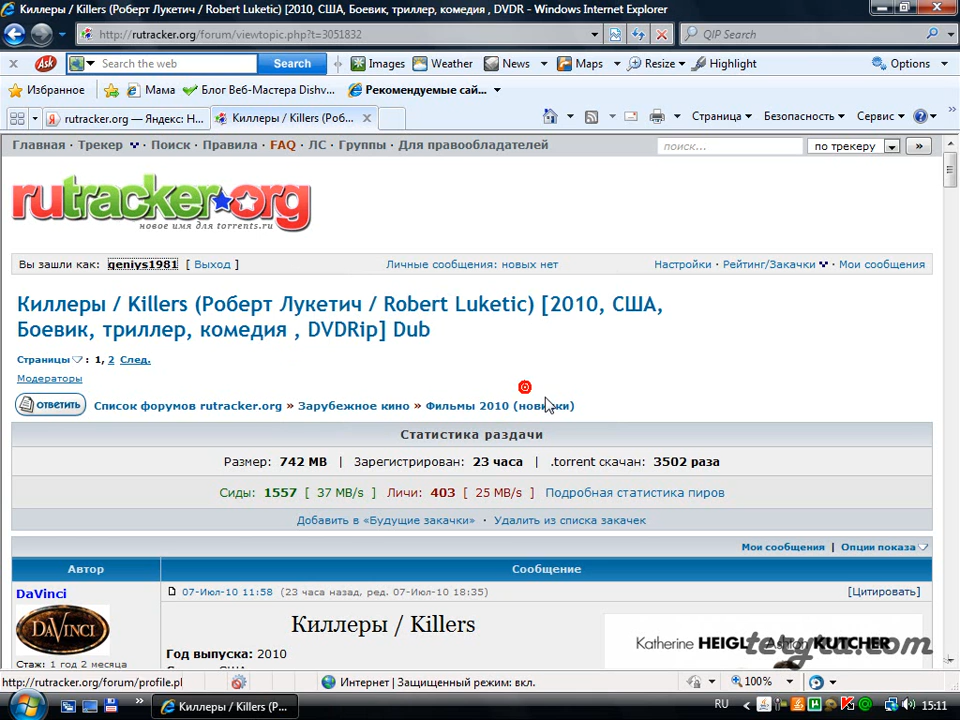 Киллеры / Killers (Роберт Лукетич / Robert Luketic) [2010, США, Боевик, триллер, комедия , DVDR - Windows Internet Explorer
http://rutracker.org/forum/viewtopic.php?t=3051832
QIP Search
Ask
Search the web
Search
Images
Weather
News
Maps
Resize
Highlight
Options
Избранное
Мама
Блог Веб-Мастера Dishv...
Рекомендуемые сай...
rutracker.org — Яндекс: Н...
Киллеры / Killers (Роб...
Страница
Безопасность
Сервис
Главная · Трекер · Поиск · Правила · FAQ · ЛС · Группы · Для правообладателей
поиск...
по трекеру
»
rutracker.org
новое имя для torrents.ru
Вы зашли как: geniys1981 [ Выход ]
Личные сообщения: новых нет
Настройки · Рейтинг/Закачки · Мои сообщения
Киллеры / Killers (Роберт Лукетич / Robert Luketic) [2010, США,
Боевик, триллер, комедия , DVDRip] Dub
Страницы : 1, 2 След.
Модераторы
ответить
Список форумов rutracker.org » Зарубежное кино » Фильмы 2010 (новинки)
Статистика раздачи
Размер: 742 MB | Зарегистрирован: 23 часа | .torrent скачан: 3502 раза
Сиды: 1557 [ 37 MB/s ] Личи: 403 [ 25 MB/s ] Подробная статистика пиров
Добавить в «Будущие закачки» · Удалить из списка закачек
Мои сообщения | Опции показа
Автор
Сообщение
DaVinci
07-Июл-10 11:58 (23 часа назад, ред. 07-Июл-10 18:35)
[Цитировать]
DAVINCI
Киллеры / Killers
Katherine HEIGL
Ashton KUTCHER
teryra.com
Год выпуска: 2010
Стаж: 1 год 2 месяца
http://rutracker.org/forum/profile.pl
Интернет | Защищенный режим: вкл.
100%
Киллеры / Killers (Р...
RU
15:11